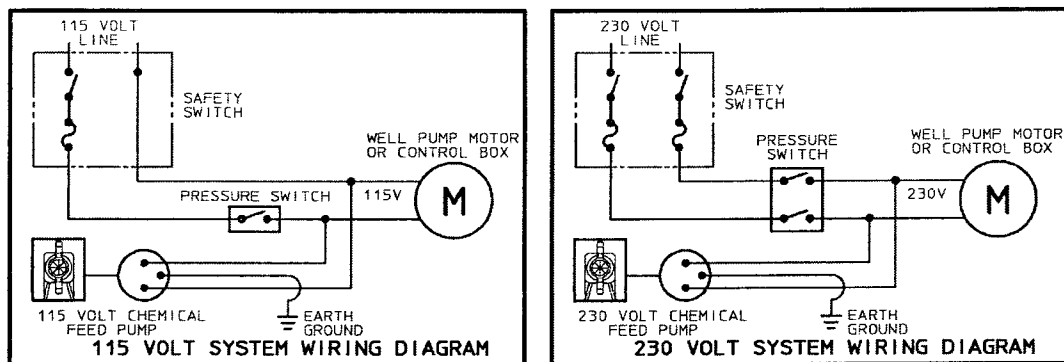 115 VOLT
LINE
SAFETY
SWITCH
WELL PUMP MOTOR
OR CONTROL BOX
PRESSURE SWITCH
115V
M
115 VOLT CHEMICAL
FEED PUMP
EARTH
GROUND
115 VOLT SYSTEM WIRING DIAGRAM
230 VOLT
LINE
SAFETY
SWITCH
PRESSURE
SWITCH
WELL PUMP MOTOR
OR CONTROL BOX
230V
M
230 VOLT CHEMICAL
FEED PUMP
EARTH
GROUND
230 VOLT SYSTEM WIRING DIAGRAM